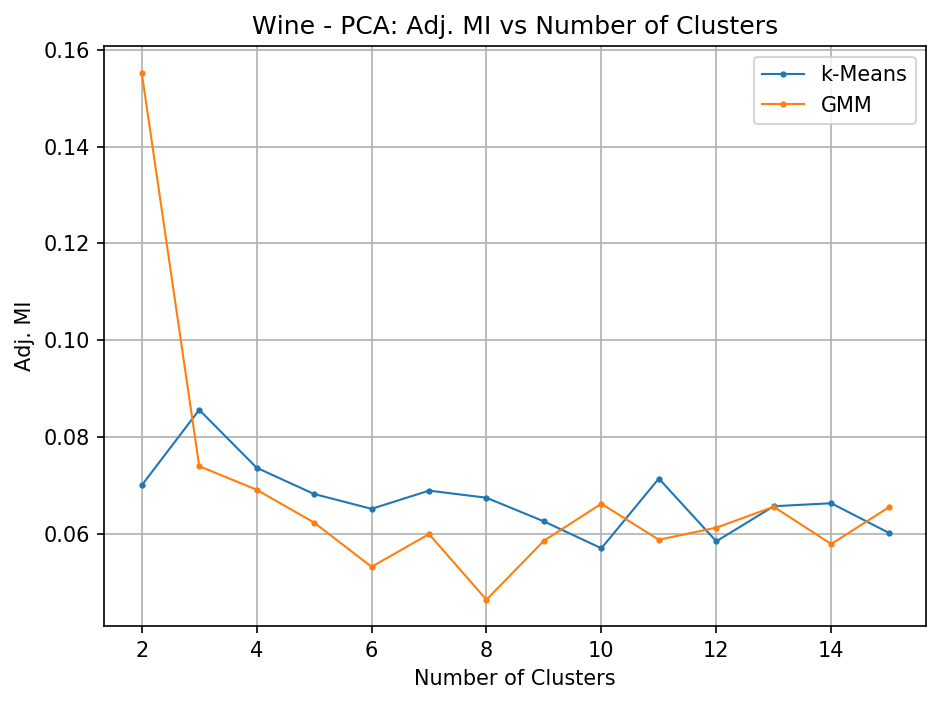 Wine - PCA: Adj. MI vs Number of Clusters
0.16
0.14
0.12
0.10
0.08
0.06
Adj. MI
k-Means
GMM
2 4 6 8 10 12 14
Number of Clusters